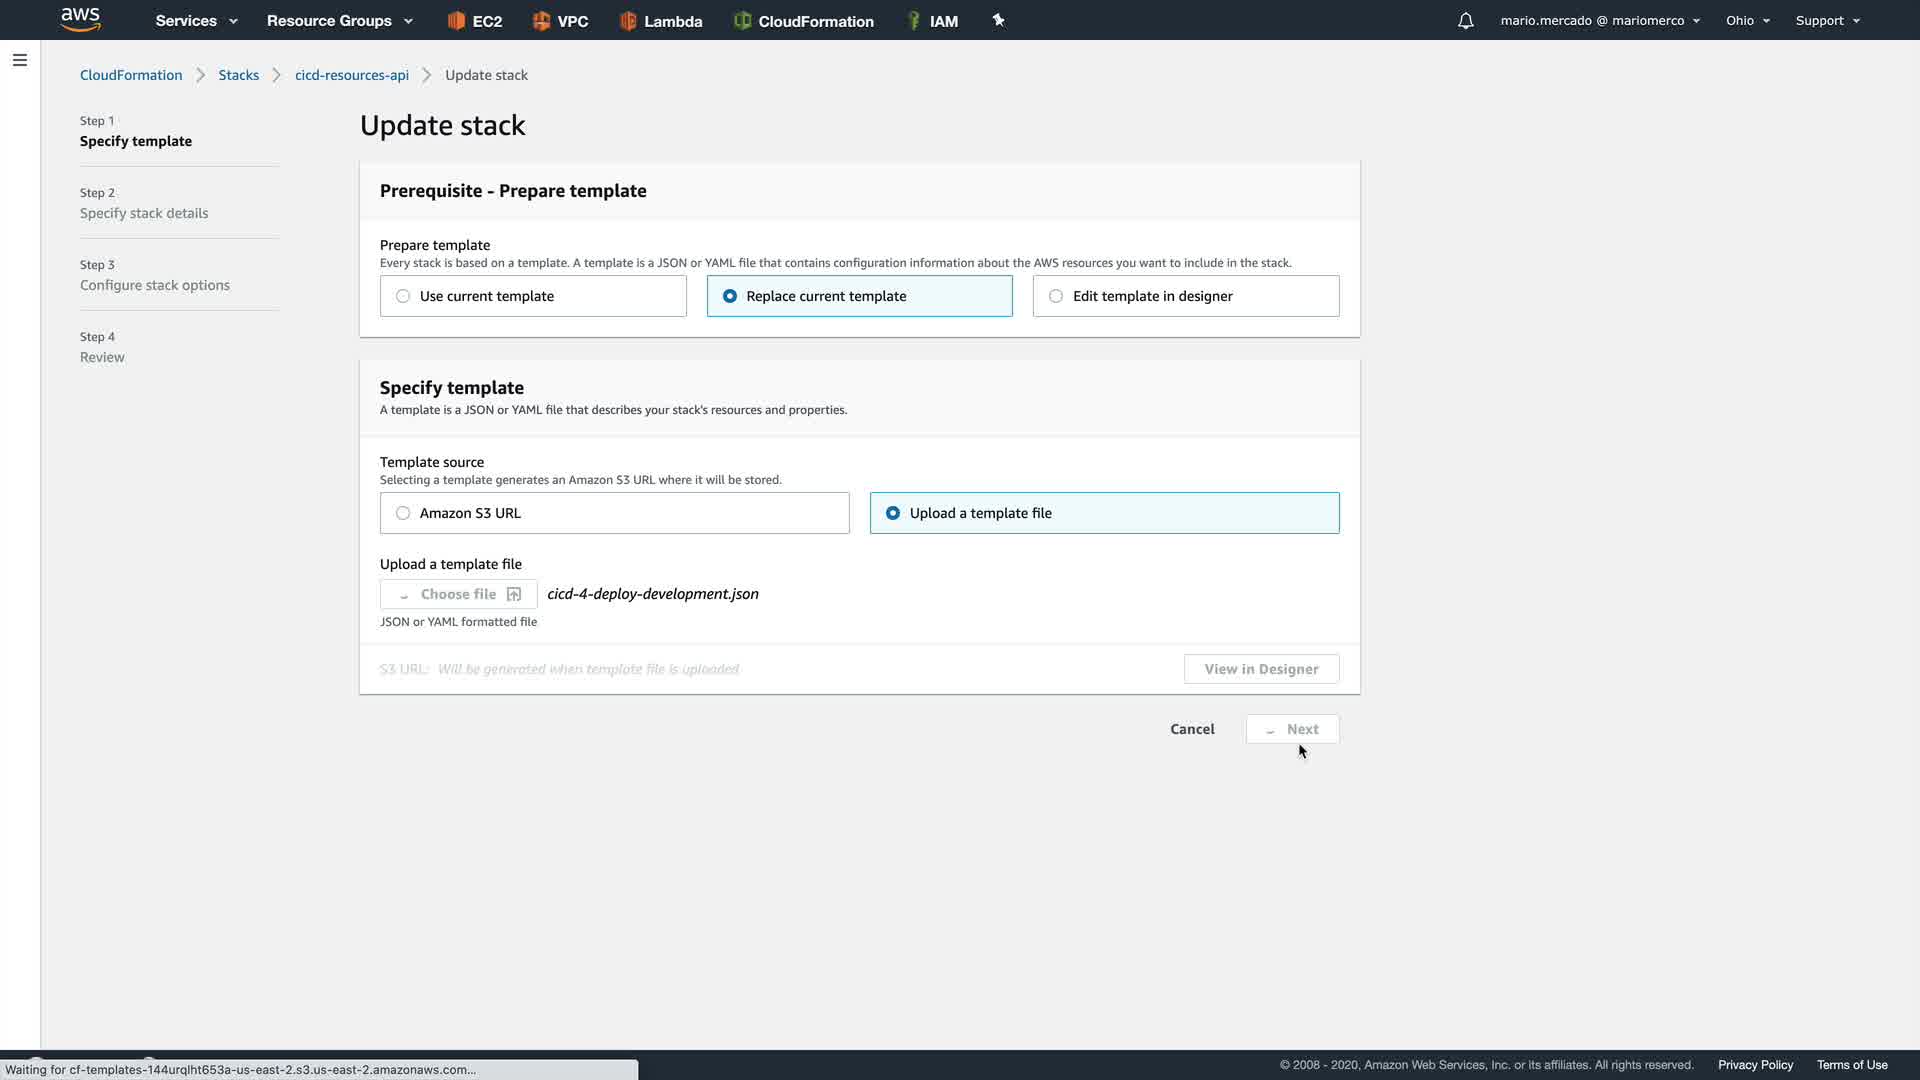 aws Services Resource Groups EC2 VPC Lambda CloudFormation IAM mario.mercado @ mariomerco Ohio Support
CloudFormation Stacks cicd-resources-api Update stack
Step 1
Specify template
Step 2
Specify stack details
Step 3
Configure stack options
Step 4
Review
Update stack
Prerequisite - Prepare template
Prepare template
Every stack is based on a template. A template is a JSON or YAML file that contains configuration information about the AWS resources you want to include in the stack.
Use current template Replace current template Edit template in designer
Specify template
A template is a JSON or YAML file that describes your stack's resources and properties.
Template source
Selecting a template generates an Amazon S3 URL where it will be stored.
Amazon S3 URL Upload a template file
Upload a template file
Choose file cicd-4-deploy-development.json
JSON or YAML formatted file
S3 URL: Will be generated when template file is uploaded View in Designer
Cancel Next
Waiting for cf-templates-144urqlht653a-us-east-2.s3.us-east-2.amazonaws.com...
© 2008 - 2020, Amazon Web Services, Inc. or its affiliates. All rights reserved. Privacy Policy Terms of Use